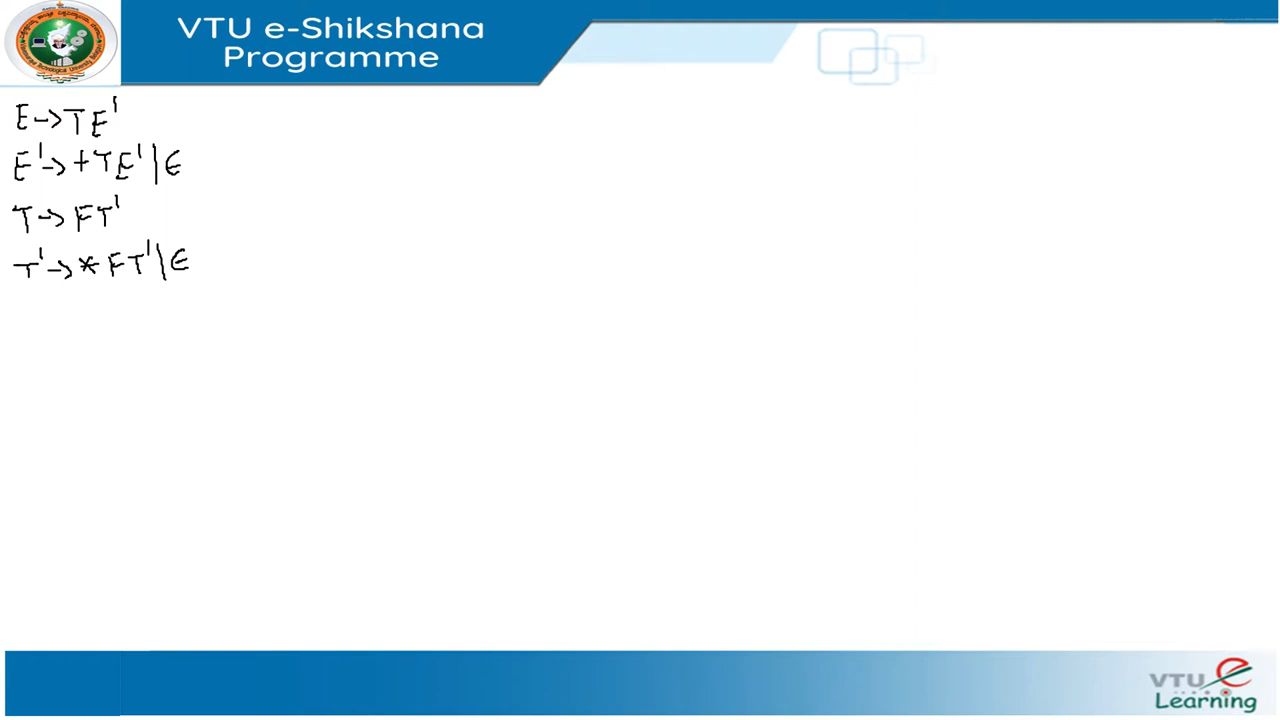 VTU e-Shikshana
Programme
E→TE'
E'→+TE'|ϵ
T→FT'
T'→*FT'|ϵ
VTU e
Learning